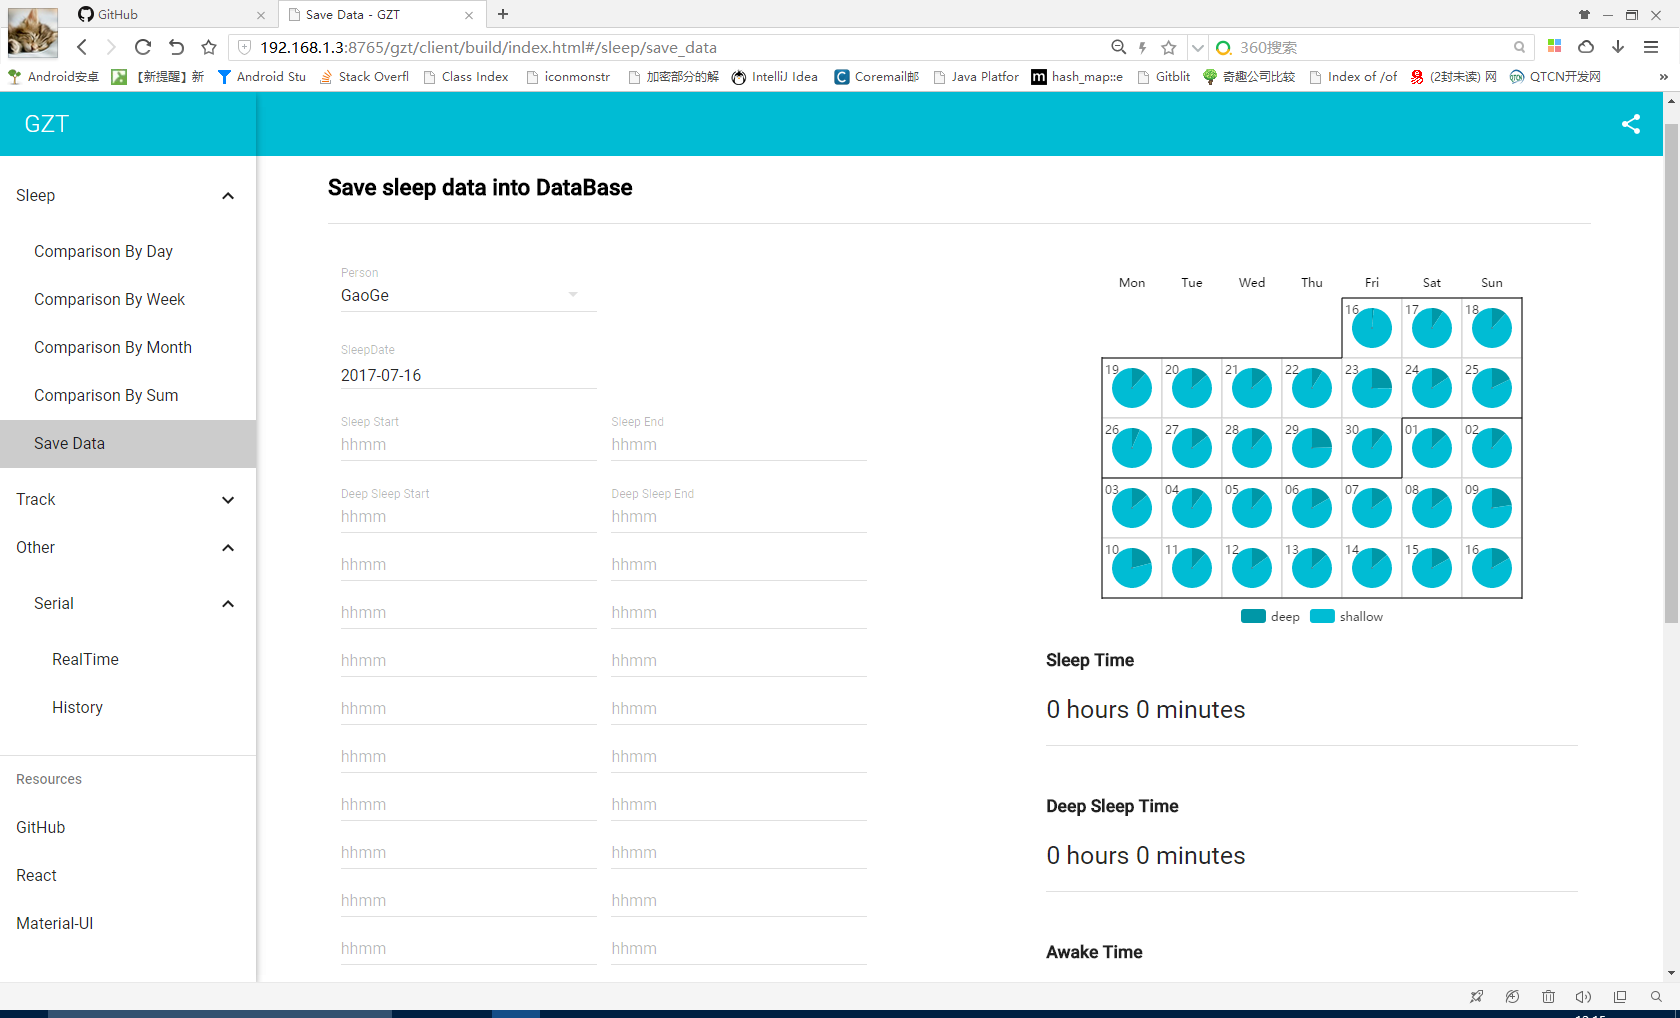 GitHub
Save Data - GZT
192.168.1.3:8765/gzt/client/build/index.html#/sleep/save_data
360搜索
Android安卓 【新提醒】新 Android Stu Stack Overfl Class Index iconmonstr 加密部分的解 IntelliJ Idea Coremail邮 Java Platfor hash_map::e Gitblit 奇趣公司比较 Index of /of (2封未读) 网 QTCN开发网 »
GZT
Sleep
Comparison By Day
Comparison By Week
Comparison By Month
Comparison By Sum
Save Data
Track
Other
Serial
RealTime
History
Resources
GitHub
React
Material-UI
Save sleep data into DataBase
Person
GaoGe
SleepDate
2017-07-16
Sleep Start Sleep End
hhmm hhmm
Deep Sleep Start Deep Sleep End
hhmm hhmm
hhmm hhmm
hhmm hhmm
hhmm hhmm
hhmm hhmm
hhmm hhmm
hhmm hhmm
hhmm hhmm
hhmm hhmm
hhmm hhmm
Mon Tue Wed Thu Fri Sat Sun
16 17 18
19 20 21 22 23 24 25
26 27 28 29 30 01 02
03 04 05 06 07 08 09
10 11 12 13 14 15 16
deep shallow
Sleep Time
0 hours 0 minutes
Deep Sleep Time
0 hours 0 minutes
Awake Time